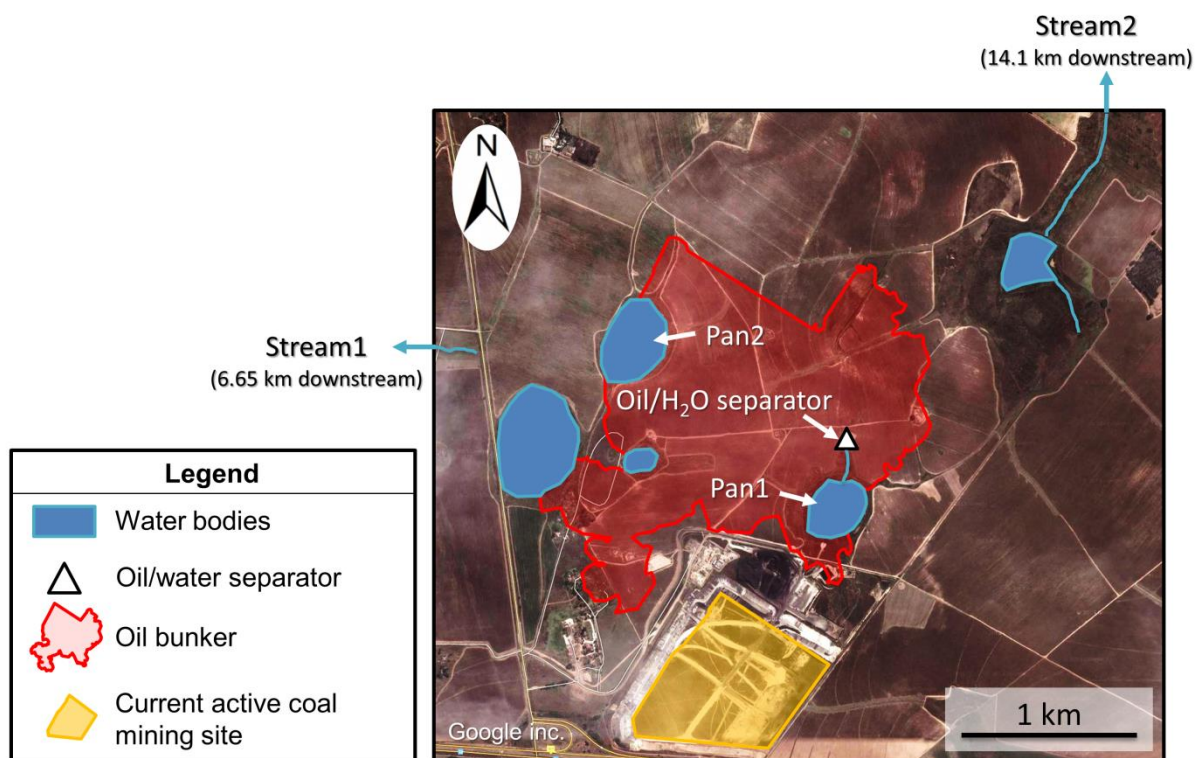 Stream2
(14.1 km downstream)
N
Pan2
Stream1
(6.65 km downstream)
Oil/H₂O separator
Pan1
Legend
Water bodies
Oil/water separator
Oil bunker
Current active coal
mining site
Google inc.
1 km